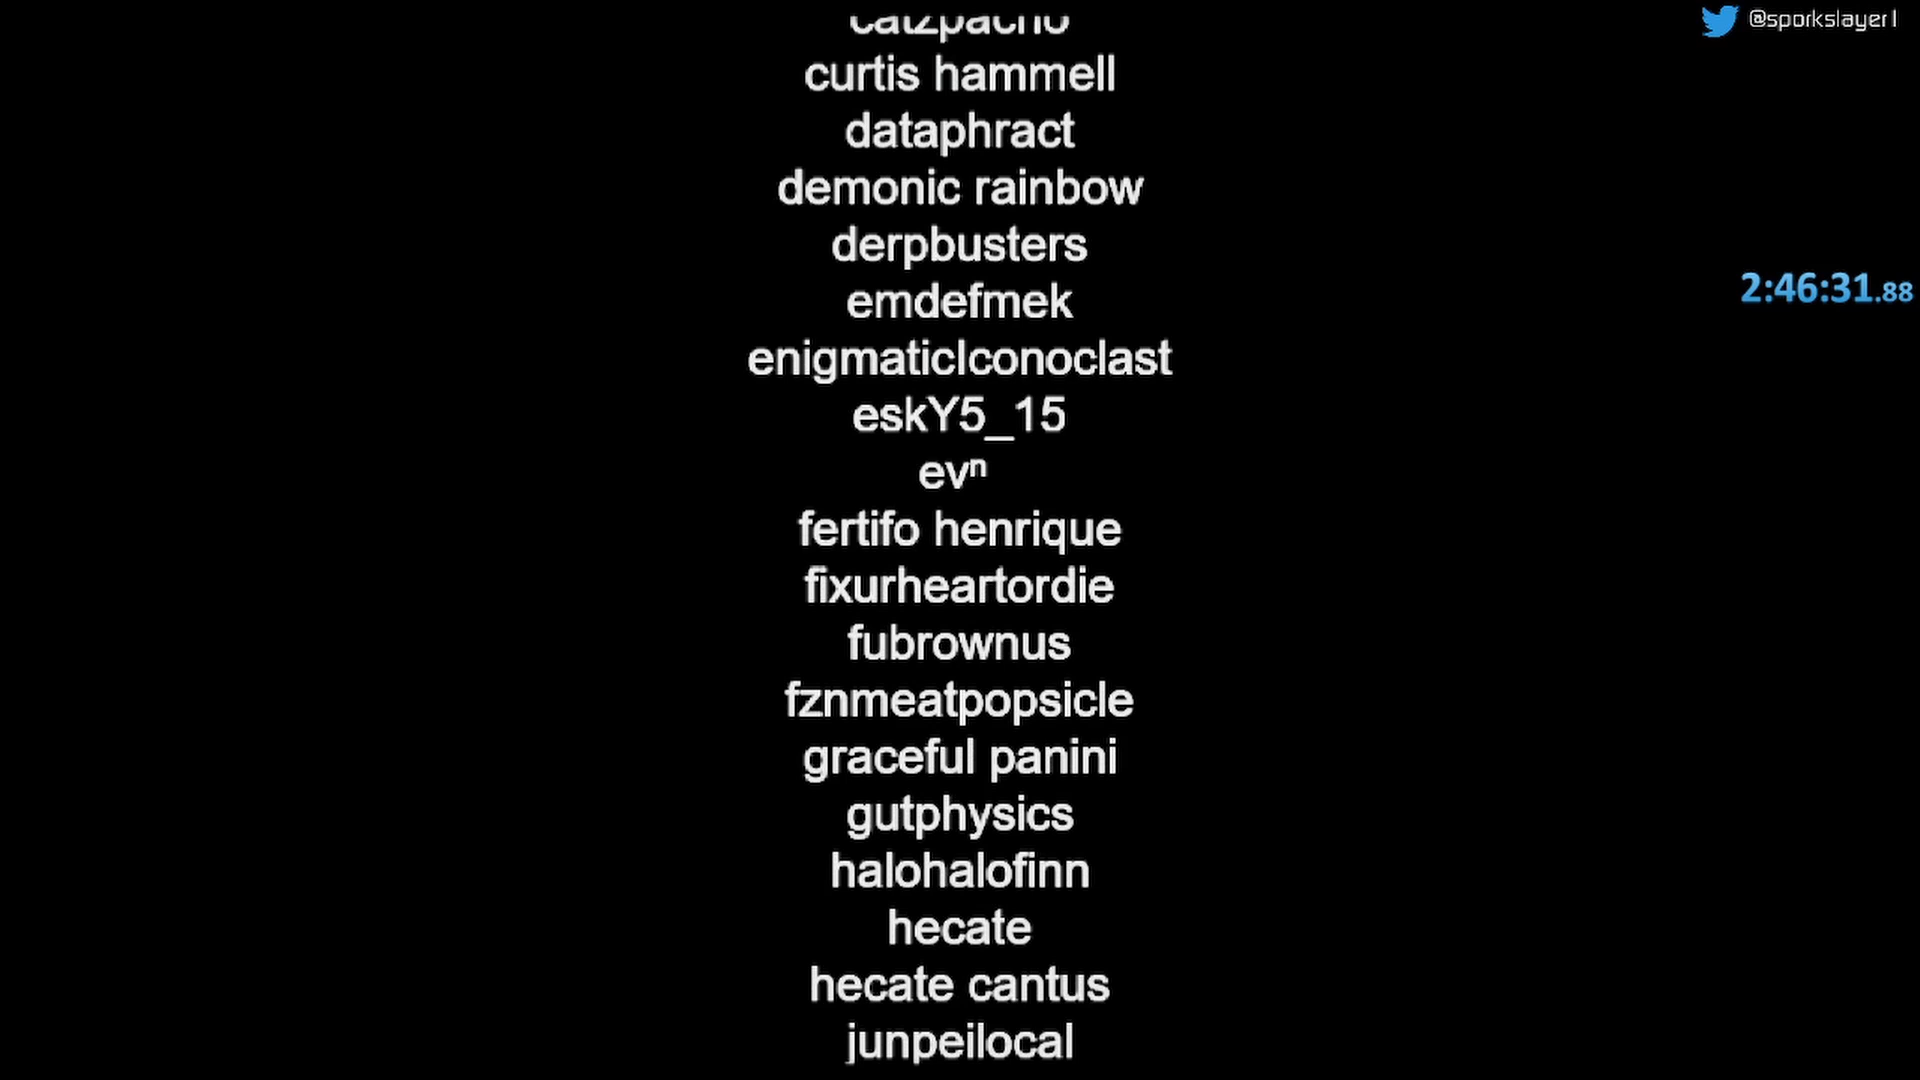 catzpacho
@sporkslayer1
curtis hammell
dataphract
demonic rainbow
derpbusters
2:46:31.88
emdefmek
enigmaticIconoclast
eskY5_15
evⁿ
fertifo henrique
fixurheartordie
fubrownus
fznmeatpopsicle
graceful panini
gutphysics
halohalofinn
hecate
hecate cantus
junpeilocal